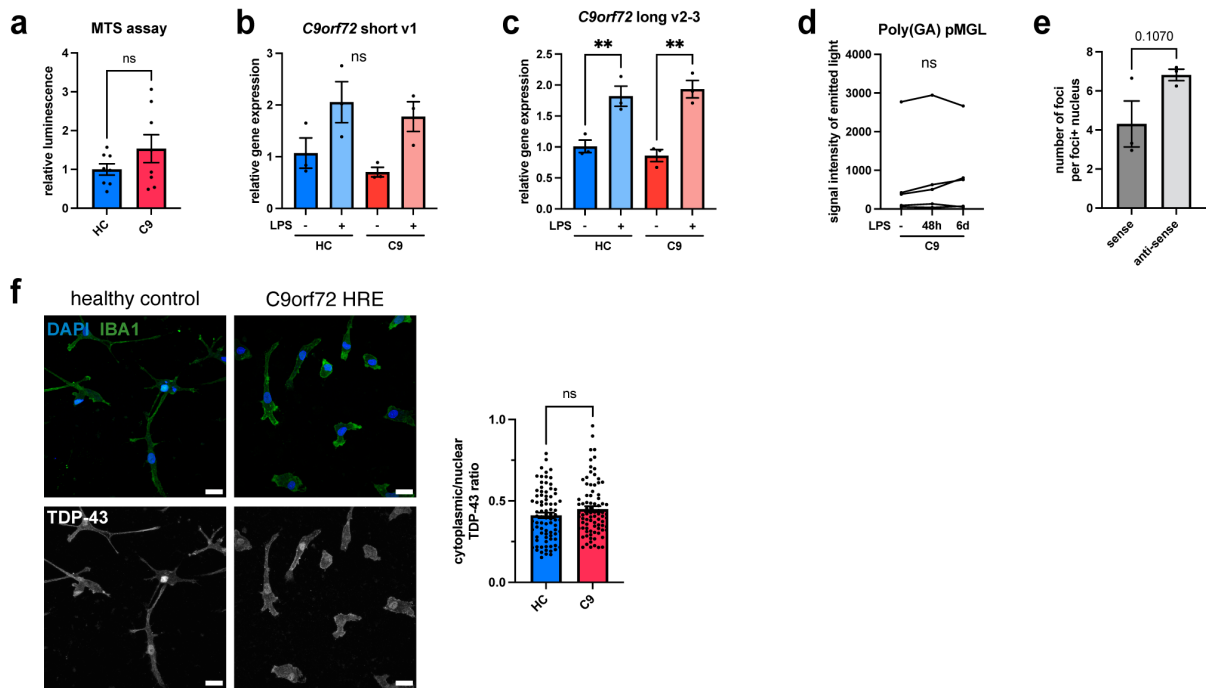 a
MTS assay
ns
relative luminescence
4
3
2
1
0
HC
C9
b
C9orf72 short v1
ns
relative gene expression
3
2
1
0
LPS - + - +
HC C9
c
C9orf72 long v2-3
** **
relative gene expression
2.5
2.0
1.5
1.0
0.5
0.0
LPS - + - +
HC C9
d
Poly(GA) pMGL
ns
signal intensity of emitted light
4000
3000
2000
1000
0
LPS - 48h 6d
C9
e
0.1070
number of foci
per foci+ nucleus
8
6
4
2
0
sense
anti-sense
f
healthy control
C9orf72 HRE
DAPI IBA1
TDP-43
ns
cytoplasmic/nuclear
TDP-43 ratio
1.0
0.5
0.0
HC
C9